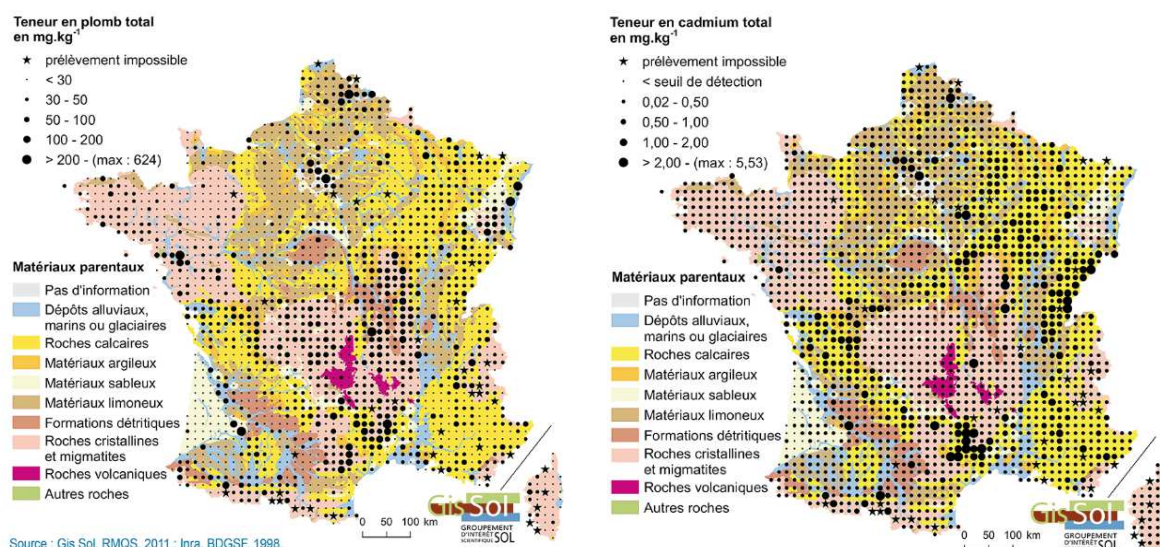 Teneur en plomb total
en mg.kg⁻¹
prélèvement impossible
< 30
30 - 50
50 - 100
100 - 200
> 200 - (max : 624)
Matériaux parentaux
Pas d'information
Dépôts alluviaux,
marins ou glaciaires
Roches calcaires
Matériaux argileux
Matériaux sableux
Matériaux limoneux
Formations détritiques
Roches cristallines
et migmatites
Roches volcaniques
Autres roches
0 50 100 km
Gis Sol
GROUPEMENT
D'INTÉRÊT
SCIENTIFIQUE SOL
Source : Gis Sol, RMQS, 2011 ; Inra, BDGSF, 1998.
Teneur en cadmium total
en mg.kg⁻¹
prélèvement impossible
< seuil de détection
0,02 - 0,50
0,50 - 1,00
1,00 - 2,00
> 2,00 - (max : 5,53)
Matériaux parentaux
Pas d'information
Dépôts alluviaux,
marins ou glaciaires
Roches calcaires
Matériaux argileux
Matériaux sableux
Matériaux limoneux
Formations détritiques
Roches cristallines
et migmatites
Roches volcaniques
Autres roches
0 50 100 km
Gis Sol
GROUPEMENT
D'INTÉRÊT
SCIENTIFIQUE SOL